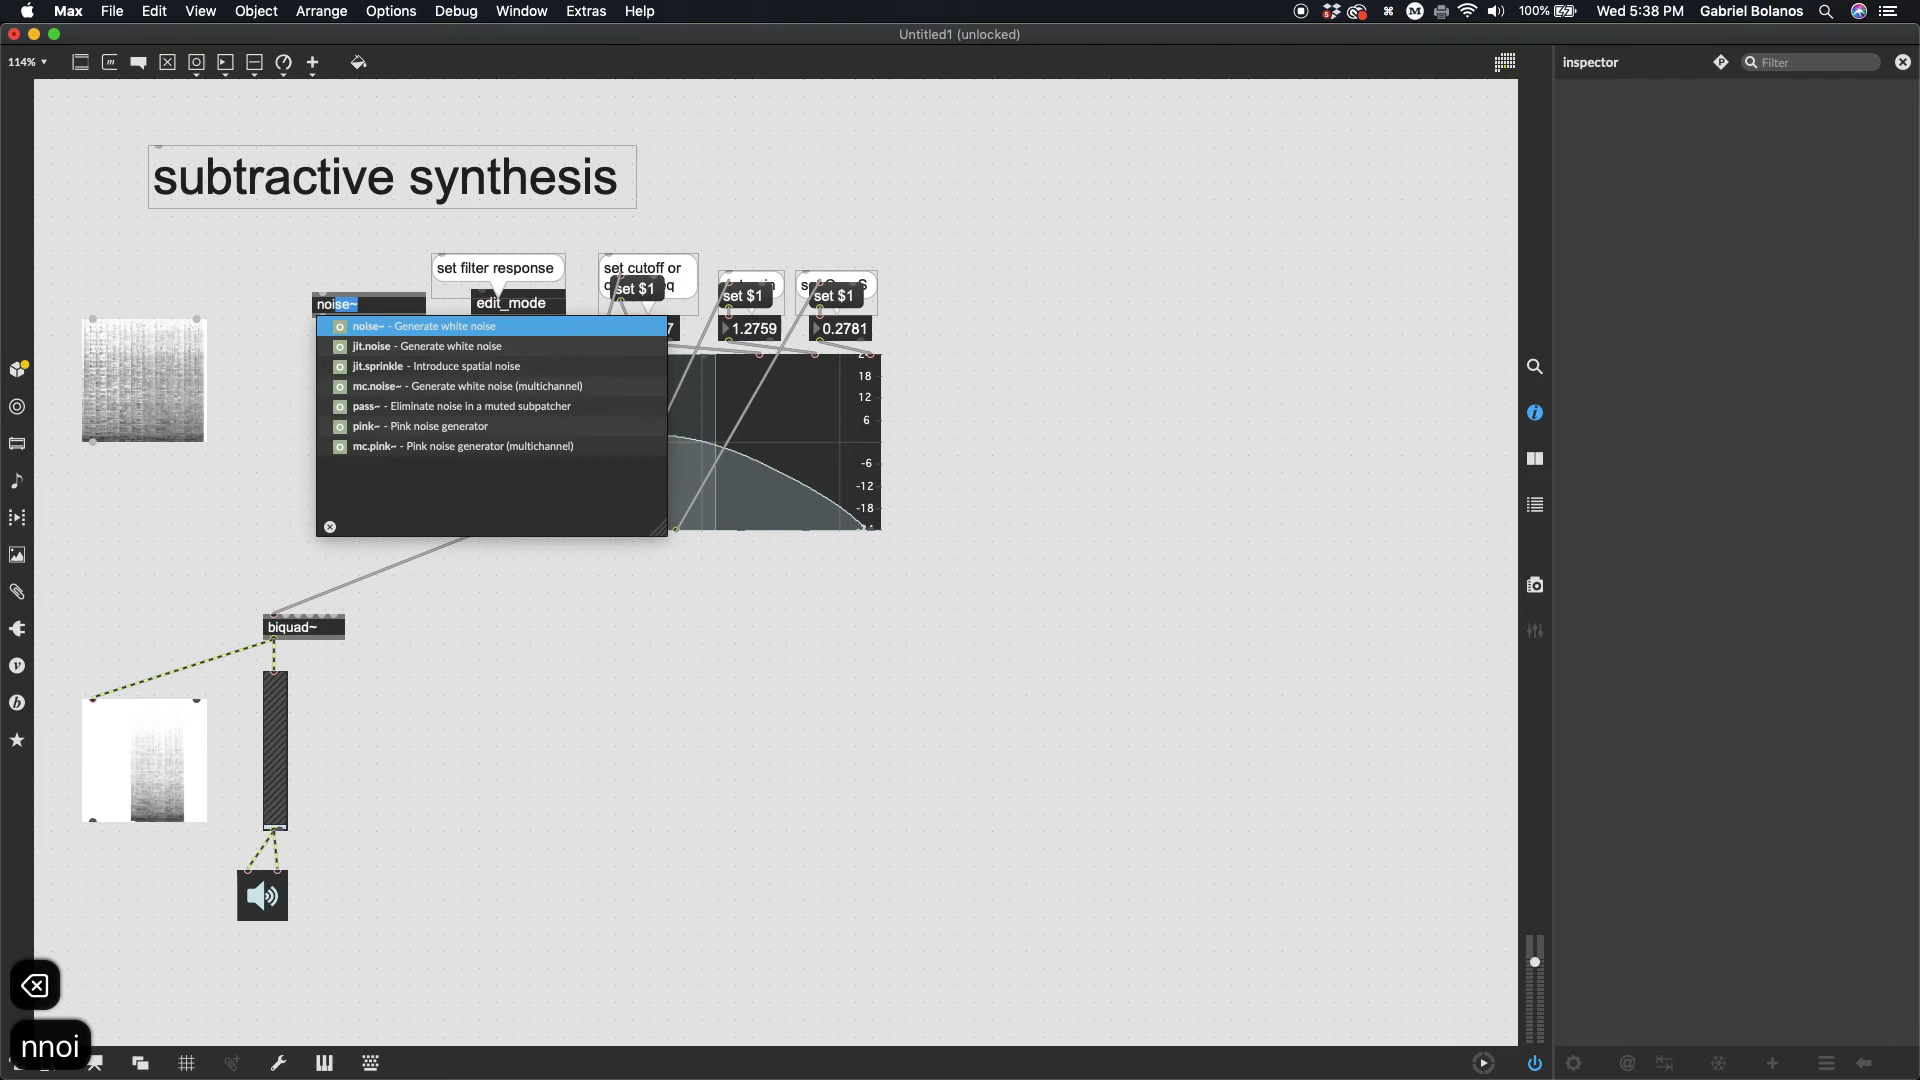 Max File Edit View Object Arrange Options Debug Window Extras Help
100% Wed 5:38 PM Gabriel Bolanos
Untitled1 (unlocked)
114%
inspector
Filter
subtractive synthesis
set filter response
set cutoff or
set $1
set $1
set $1
noise~
edit_mode
7
1.2759
0.2781
noise~ - Generate white noise
jit.noise - Generate white noise
jit.sprinkle - Introduce spatial noise
mc.noise~ - Generate white noise (multichannel)
pass~ - Eliminate noise in a muted subpatcher
pink~ - Pink noise generator
mc.pink~ - Pink noise generator (multichannel)
18
12
6
-6
-12
-18
biquad~
nnoi